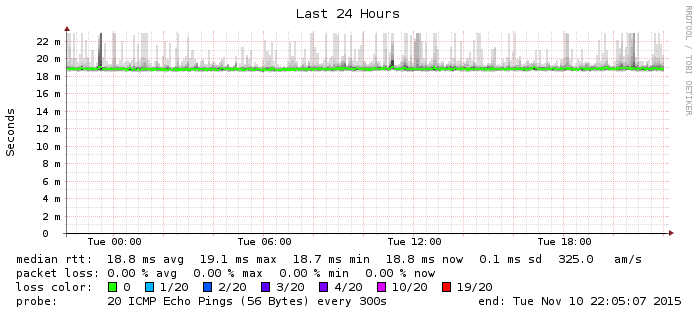 Last 24 Hours
RRDTOOL / TOBI OETIKER
Seconds
22 m
20 m
18 m
16 m
14 m
12 m
10 m
8 m
6 m
4 m
2 m
0
Tue 00:00 Tue 06:00 Tue 12:00 Tue 18:00
median rtt: 18.8 ms avg 19.1 ms max 18.7 ms min 18.8 ms now 0.1 ms sd 325.0 am/s
packet loss: 0.00 % avg 0.00 % max 0.00 % min 0.00 % now
loss color: 0 1/20 2/20 3/20 4/20 10/20 19/20
probe: 20 ICMP Echo Pings (56 Bytes) every 300s end: Tue Nov 10 22:05:07 2015